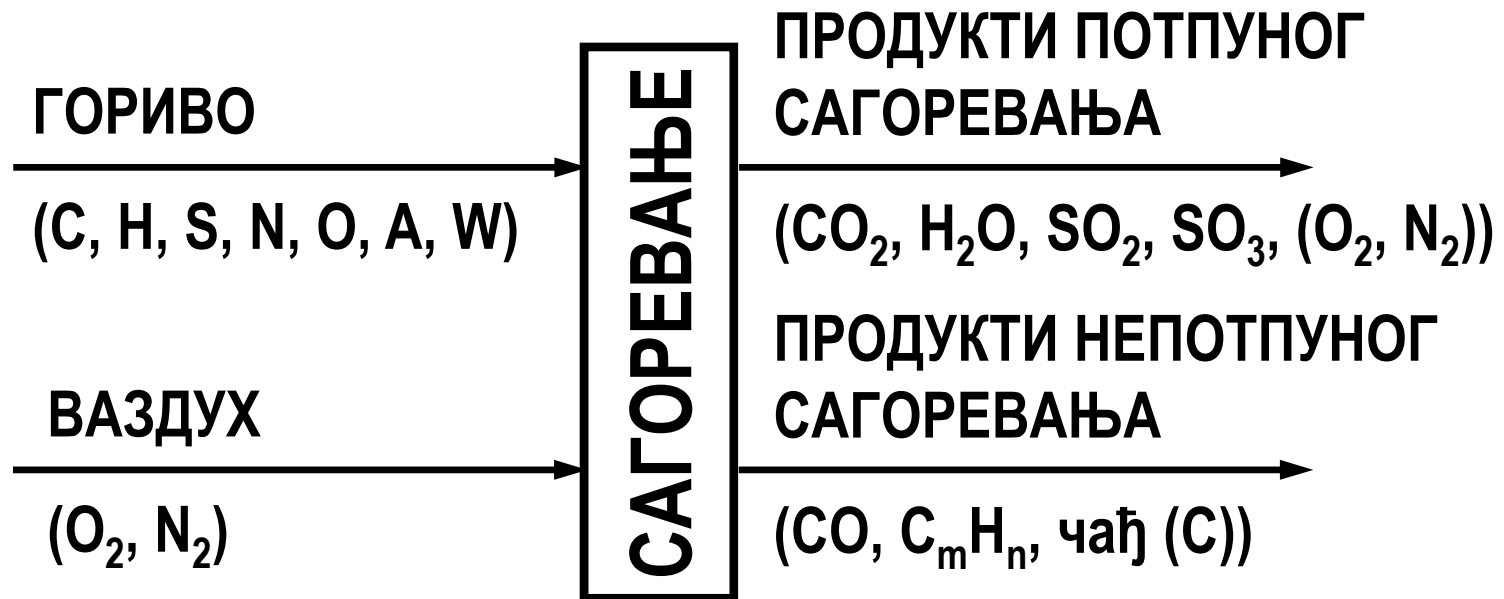 ГОРИВО
(C, H, S, N, O, A, W)
ВАЗДУХ
(O₂, N₂)
САГОРЕВАЊЕ
ПРОДУКТИ ПОТПУНОГ
САГОРЕВАЊА
(CO₂, H₂O, SO₂, SO₃, (O₂, N₂))
ПРОДУКТИ НЕПОТПУНОГ
САГОРЕВАЊА
(CO, CₘHₙ, чађ (C))